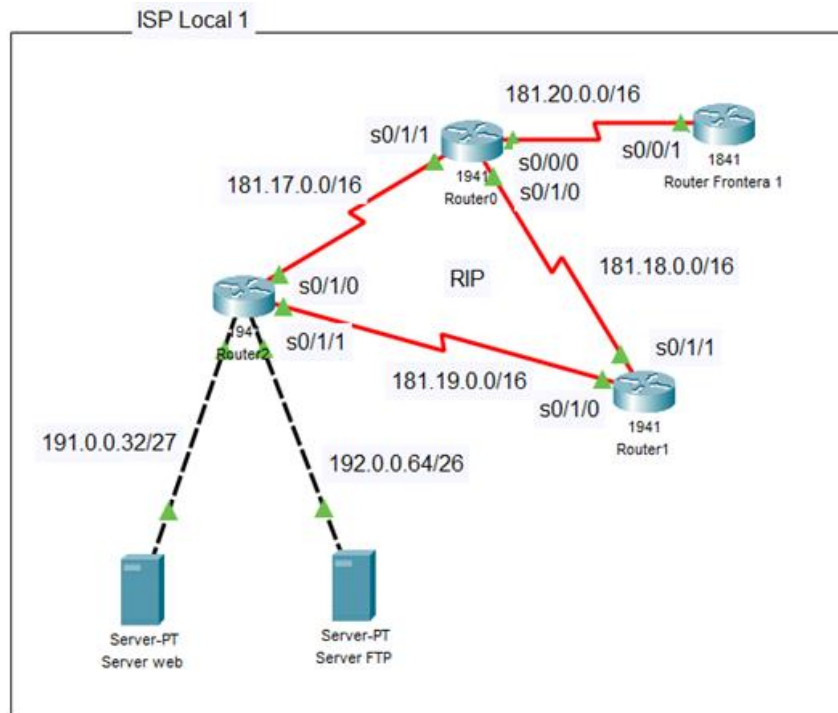 ISP Local 1
181.20.0.0/16
s0/1/1
s0/0/0
s0/0/1
1941
Router0
s0/1/0
1841
Router Frontera 1
181.17.0.0/16
181.18.0.0/16
RIP
s0/1/0
194
Router2
s0/1/1
s0/1/1
181.19.0.0/16
s0/1/0
1941
Router1
191.0.0.32/27
192.0.0.64/26
Server-PT
Server web
Server-PT
Server FTP